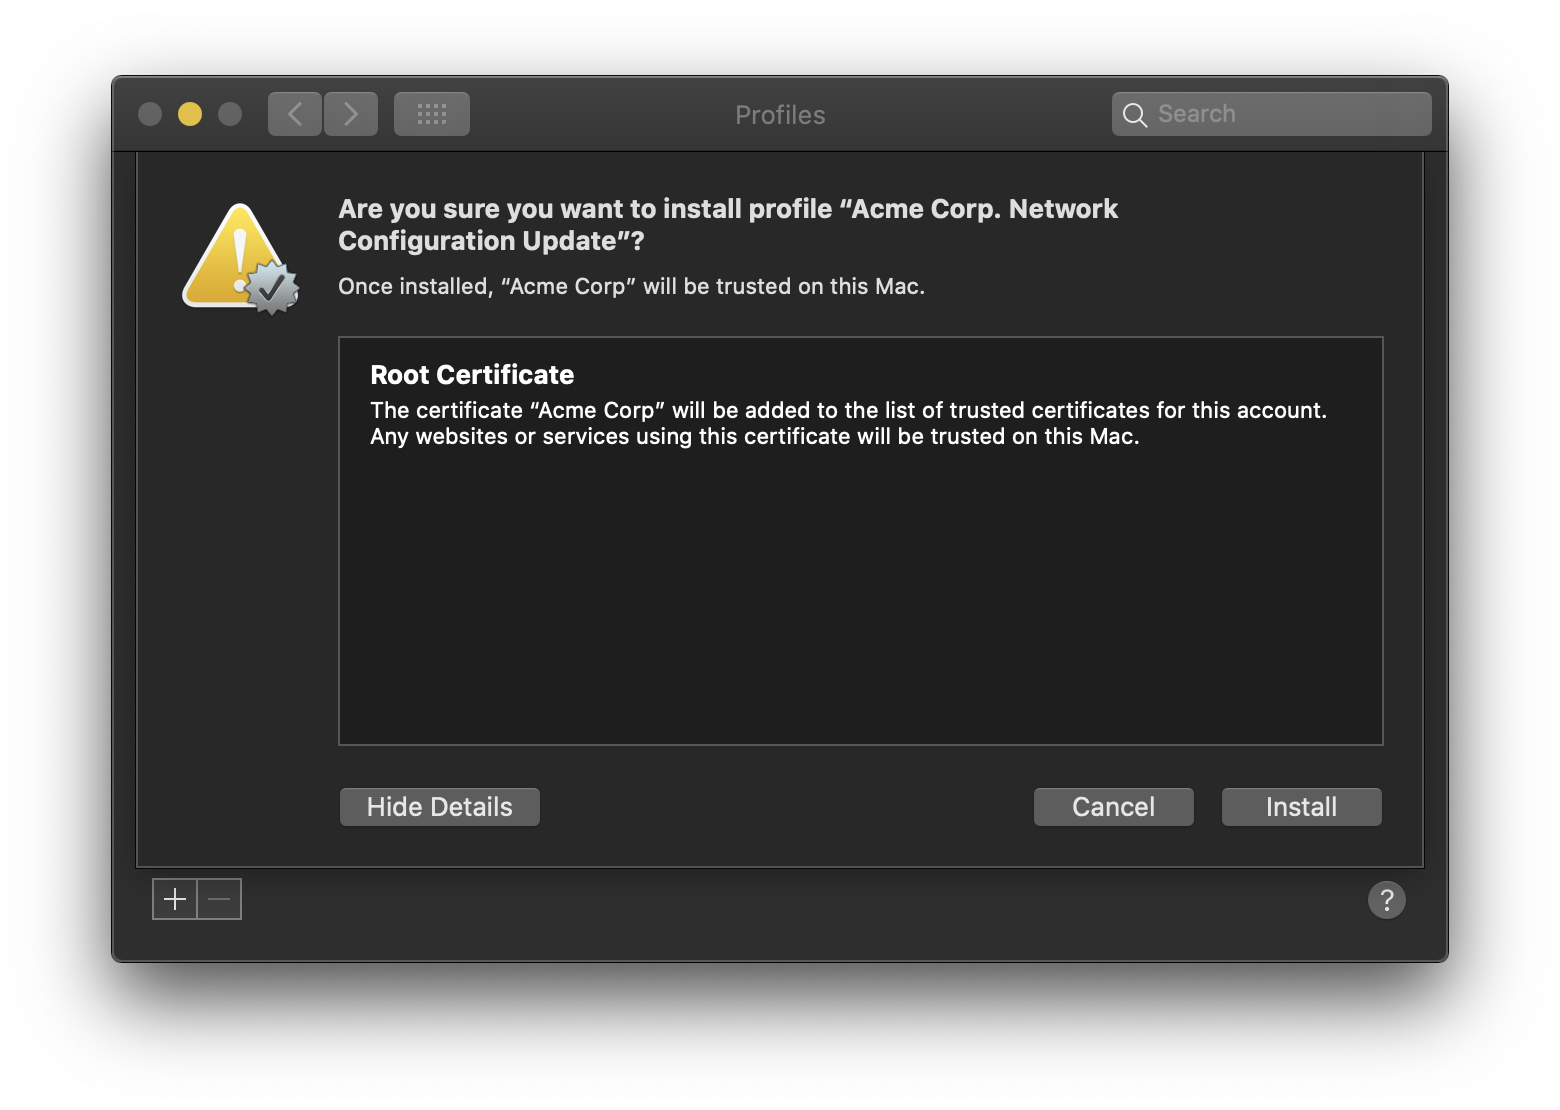 Profiles
Search
Are you sure you want to install profile “Acme Corp. Network
Configuration Update”?
Once installed, “Acme Corp” will be trusted on this Mac.
Root Certificate
The certificate “Acme Corp” will be added to the list of trusted certificates for this account.
Any websites or services using this certificate will be trusted on this Mac.
Hide Details
Cancel
Install
?